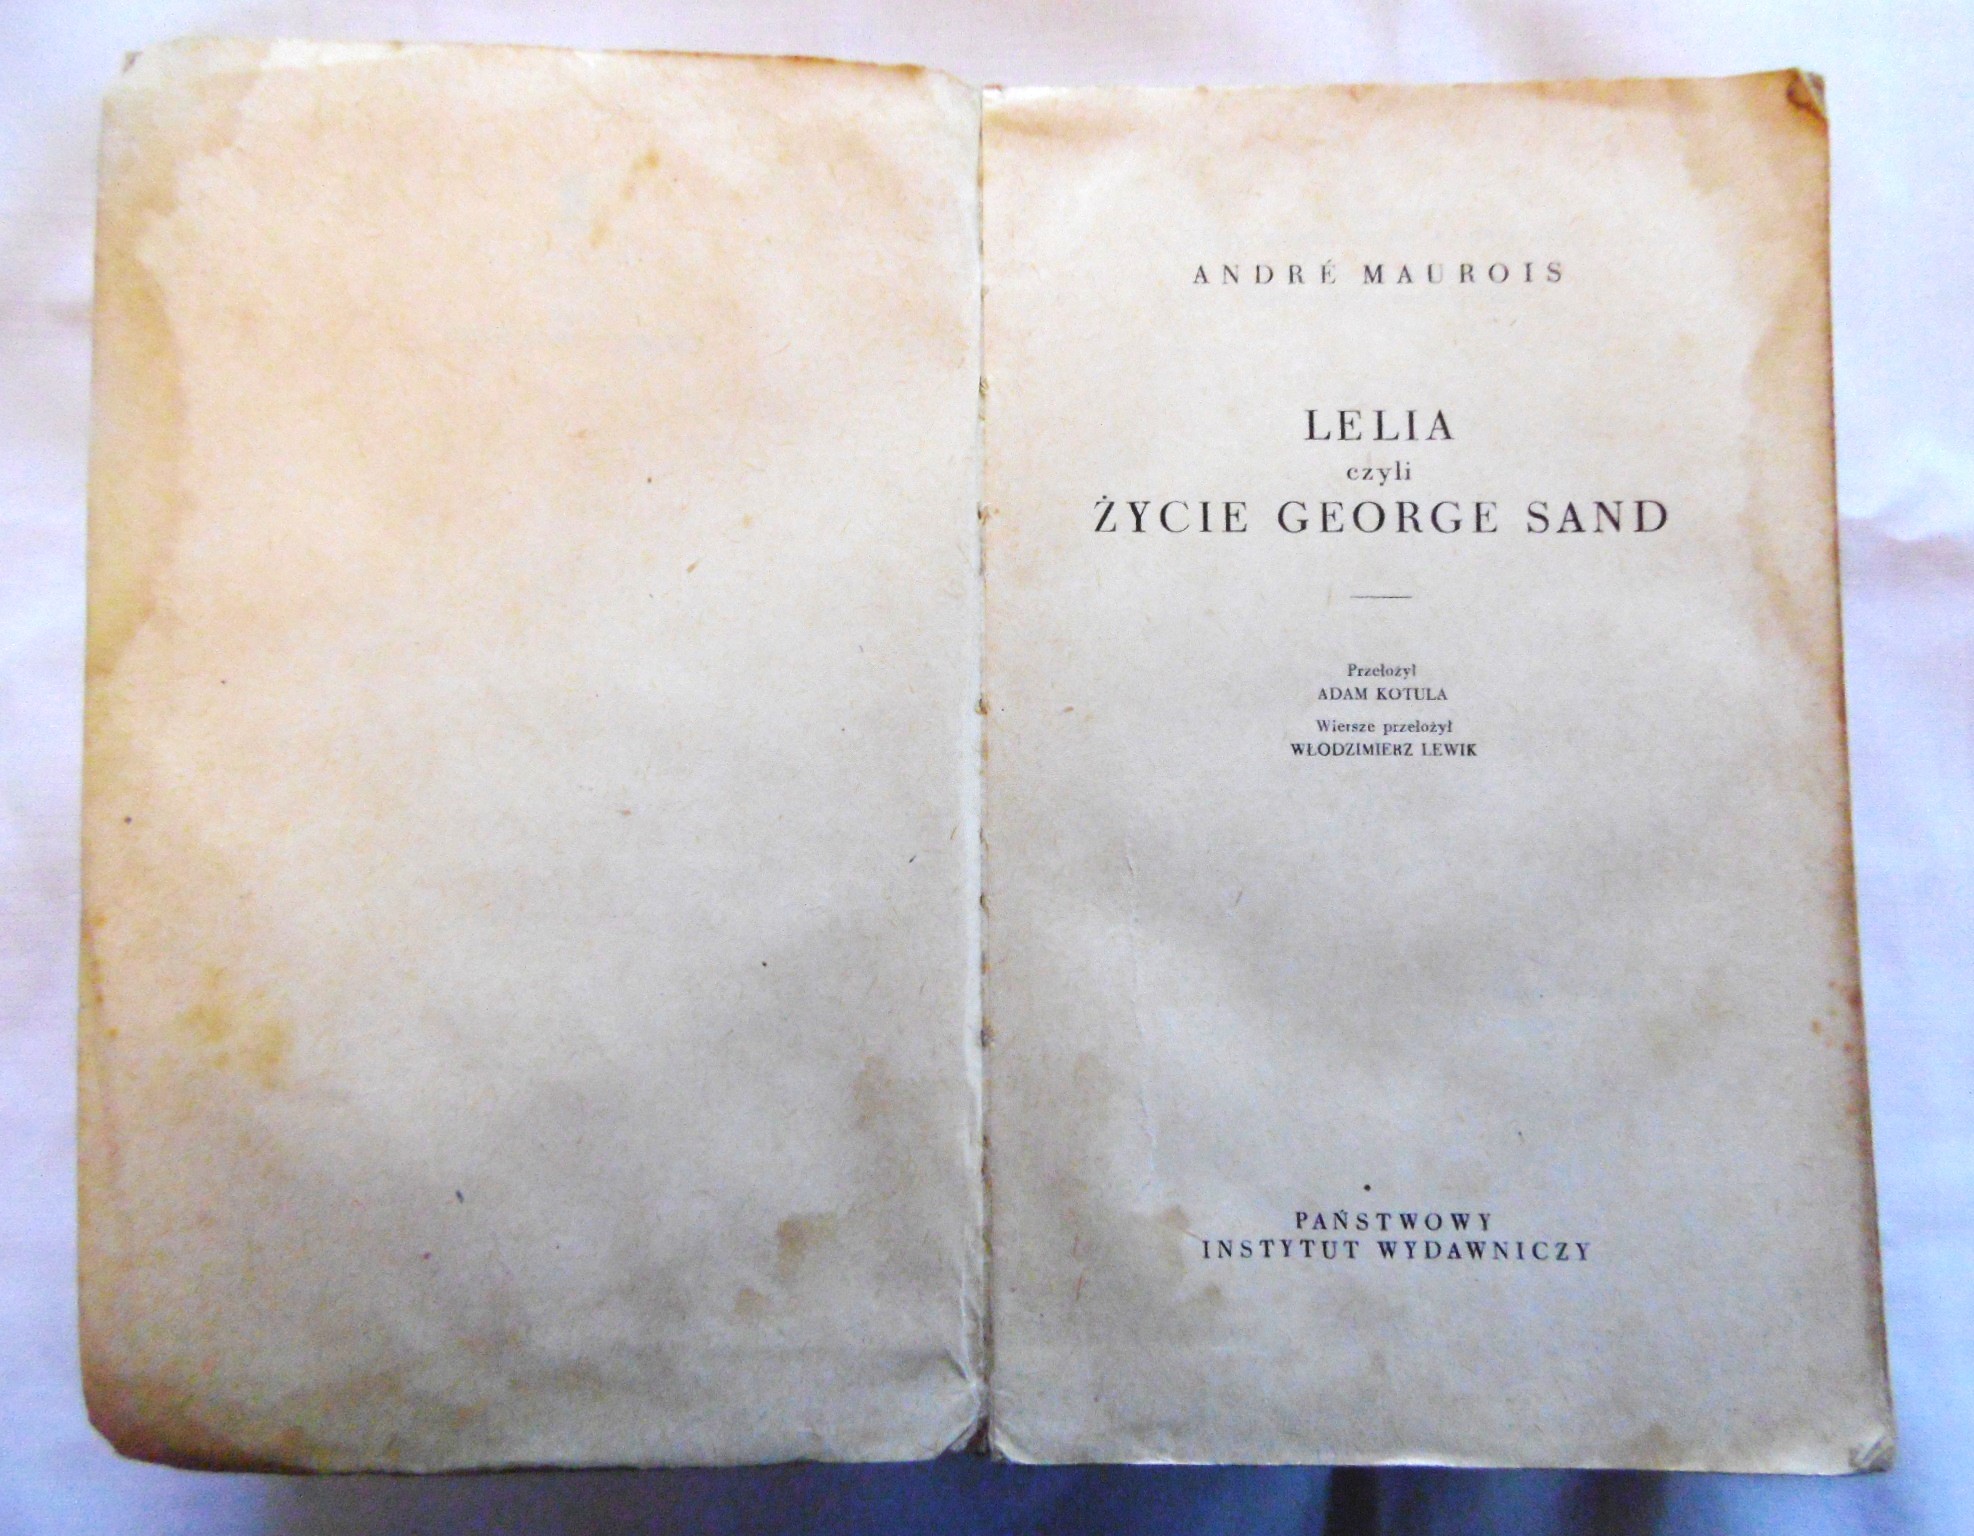 ANDRÉ MAUROIS
LELIA
czyli
ŻYCIE GEORGE SAND
Przełożył
ADAM KOTULA
Wiersze przełożył
WŁODZIMIERZ LEWIK
PAŃSTWOWY
INSTYTUT WYDAWNICZY